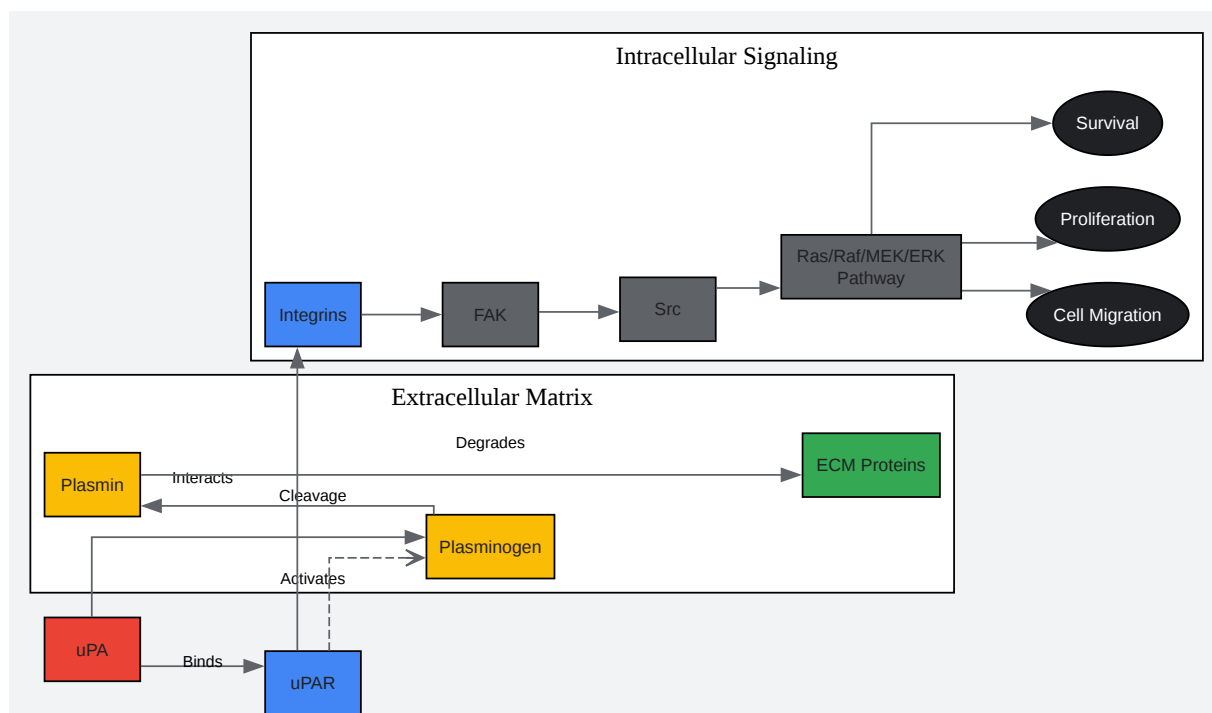 Intracellular Signaling
Survival
Proliferation
Ras/Raf/MEK/ERK
Pathway
Integrins
FAK
Src
Cell Migration
Extracellular Matrix
Degrades
ECM Proteins
Plasmin
Interacts
Cleavage
Plasminogen
Activates
uPA
Binds
uPAR